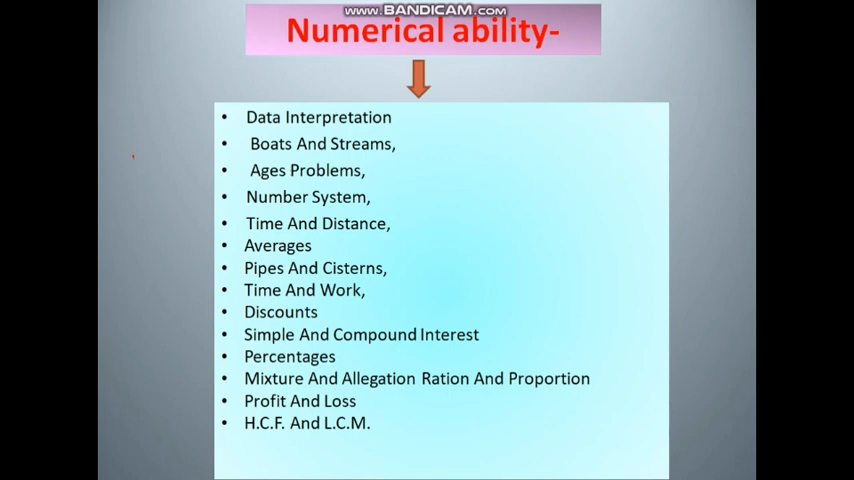 www.BANDICAM.com
Numerical ability-
• Data Interpretation
• Boats And Streams,
• Ages Problems,
• Number System,
• Time And Distance,
• Averages
• Pipes And Cisterns,
• Time And Work,
• Discounts
• Simple And Compound Interest
• Percentages
• Mixture And Allegation Ration And Proportion
• Profit And Loss
• H.C.F. And L.C.M.